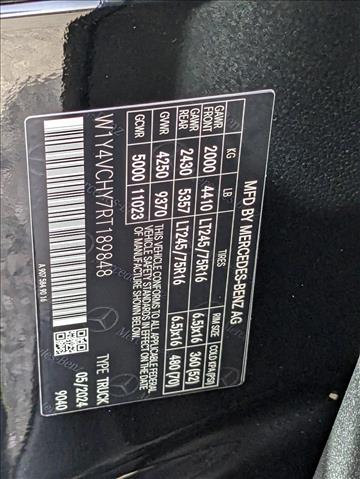 MFD BY MERCEDES-BENZ AG
KG LB TIRES RIM SIZE COLD KPA/(PSI)
GAWR FRONT 2000 4410 LT245/75R16 6.5Jx16 360 (52)
GAWR REAR 2430 5357 LT245/75R16 6.5Jx16 480 (70)
GVWR 4250 9370
GCWR 5000 11023
THIS VEHICLE CONFORMS TO ALL
APPLICABLE FEDERAL MOTOR
VEHICLE SAFETY STANDARDS
IN EFFECT ON THE DATE
OF MANUFACTURE SHOWN ABOVE.
W1Y4VCHY7RT189848
TYPE TRUCK
05/2024
9040